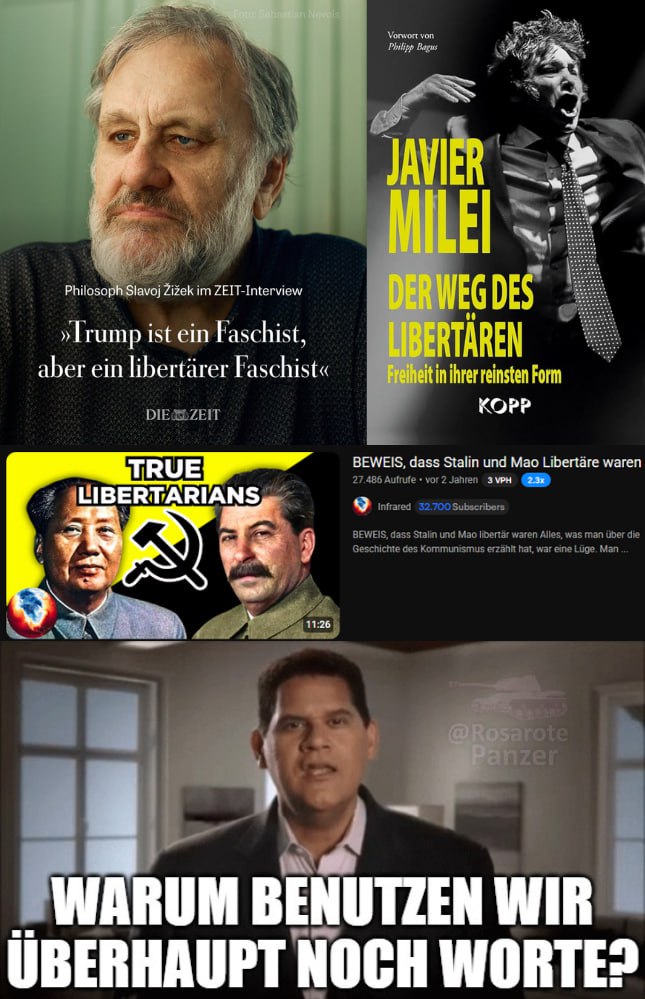 Foto: Sebastian Nevols
Philosoph Slavoj Žižek im ZEIT-Interview
»Trump ist ein Faschist,
aber ein libertärer Faschist«
DIE ZEIT
Vorwort von
Philipp Bagus
JAVIER
MILEI
DER WEG DES
LIBERTÄREN
Freiheit in ihrer reinsten Form
KOPP
TRUE
LIBERTARIANS
11:26
BEWEIS, dass Stalin und Mao Libertäre waren
27.486 Aufrufe • vor 2 Jahren 3 VPH 2.3x
Infrared 32.700 Subscribers
BEWEIS, dass Stalin und Mao libertär waren Alles, was man über die
Geschichte des Kommunismus erzählt hat, war eine Lüge. Man ...
@Rosarote
Panzer
WARUM BENUTZEN WIR
ÜBERHAUPT NOCH WORTE?